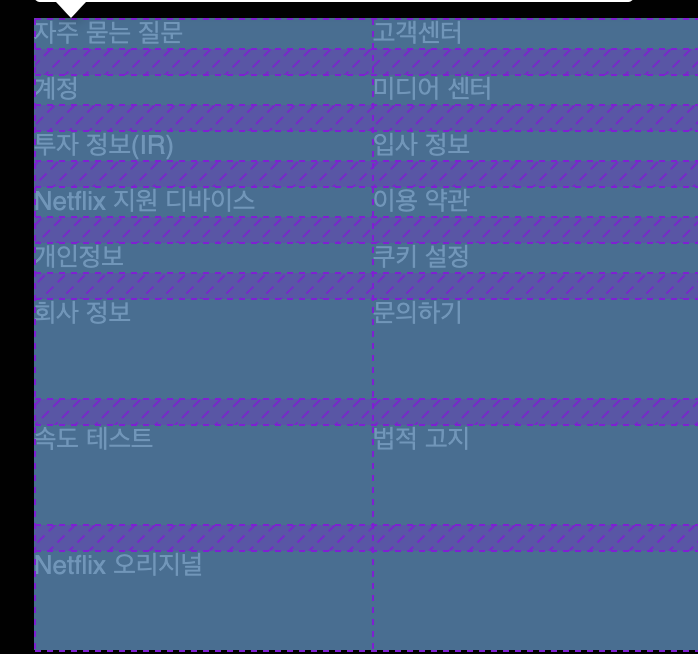 자주 묻는 질문
고객센터
계정
미디어 센터
투자 정보(IR)
입사 정보
Netflix 지원 디바이스
이용 약관
개인정보
쿠키 설정
회사 정보
문의하기
속도 테스트
법적 고지
Netflix 오리지널